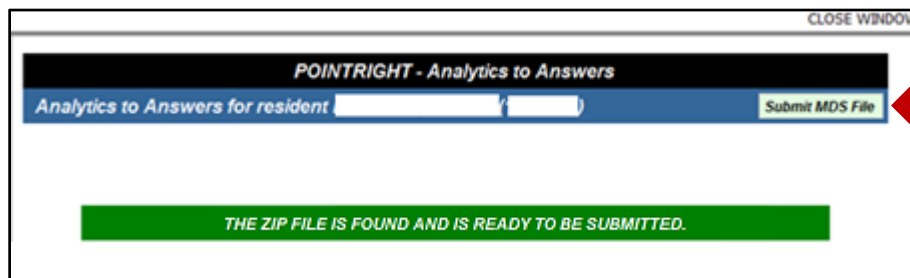 CLOSE WINDOW
POINTRIGHT - Analytics to Answers
Analytics to Answers for resident ( )
Submit MDS File
THE ZIP FILE IS FOUND AND IS READY TO BE SUBMITTED.